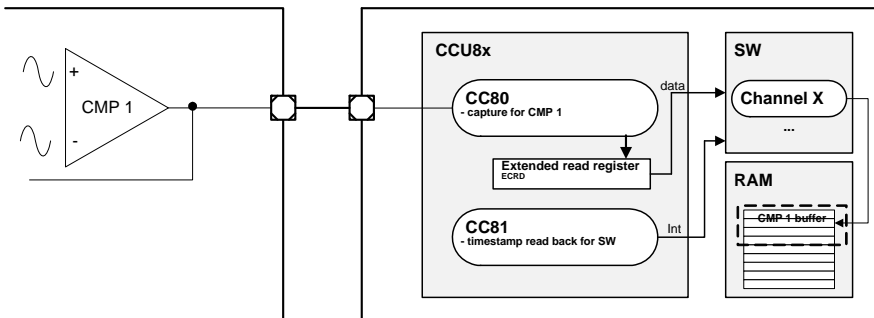 +
CMP 1
-
CCU8x
CC80
- capture for CMP 1
data
Extended read register
ECRD
CC81
- timestamp read back for SW
Int
SW
Channel X
...
RAM
CMP 1 buffer